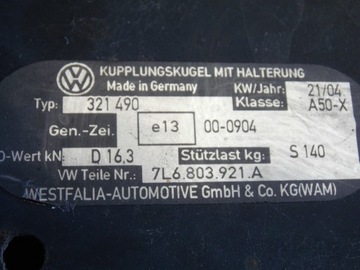 VW KUPPLUNGSKUGEL MIT HALTERUNG KW/Jahr: 21/04
Made in Germany Klasse: A50-X
Typ: 321 490
Gen.-Zei. e13 00-0904
D-Wert kN D 16,3 Stützlast kg: S 140
VW Teile Nr.: 7L6.803.921.A
WESTFALIA-AUTOMOTIVE GmbH & Co. KG(WAM)